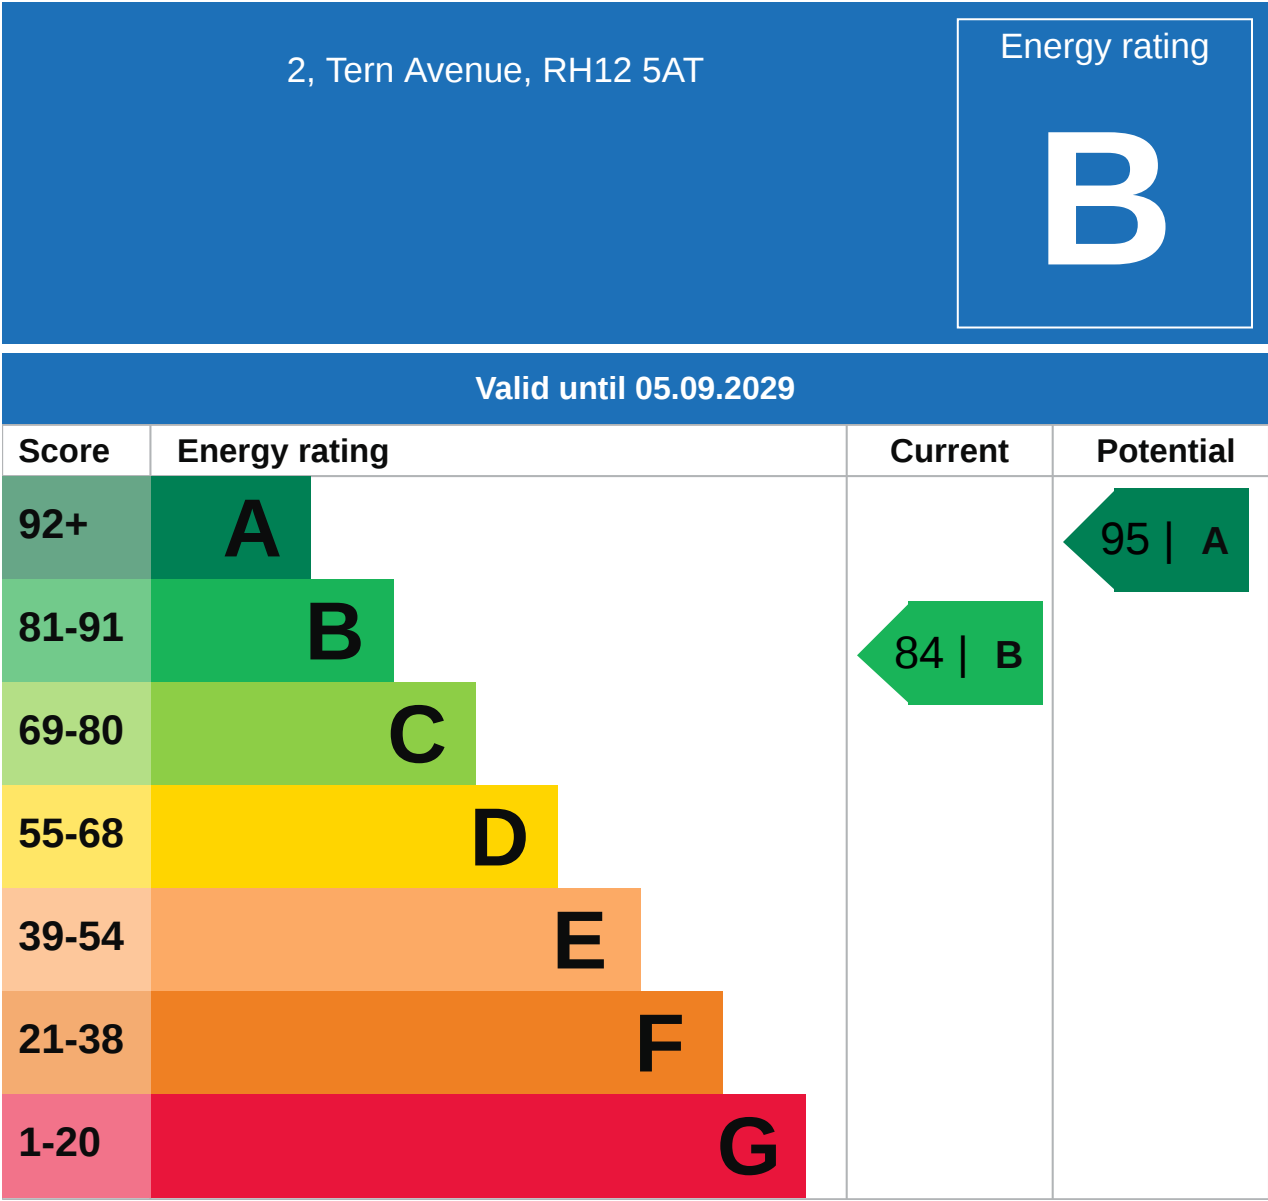 2, Tern Avenue, RH12 5AT
Energy rating
B
Valid until 05.09.2029
Score Energy rating Current Potential
92+ A 95 | A
81-91 B 84 | B
69-80 C
55-68 D
39-54 E
21-38 F
1-20 G